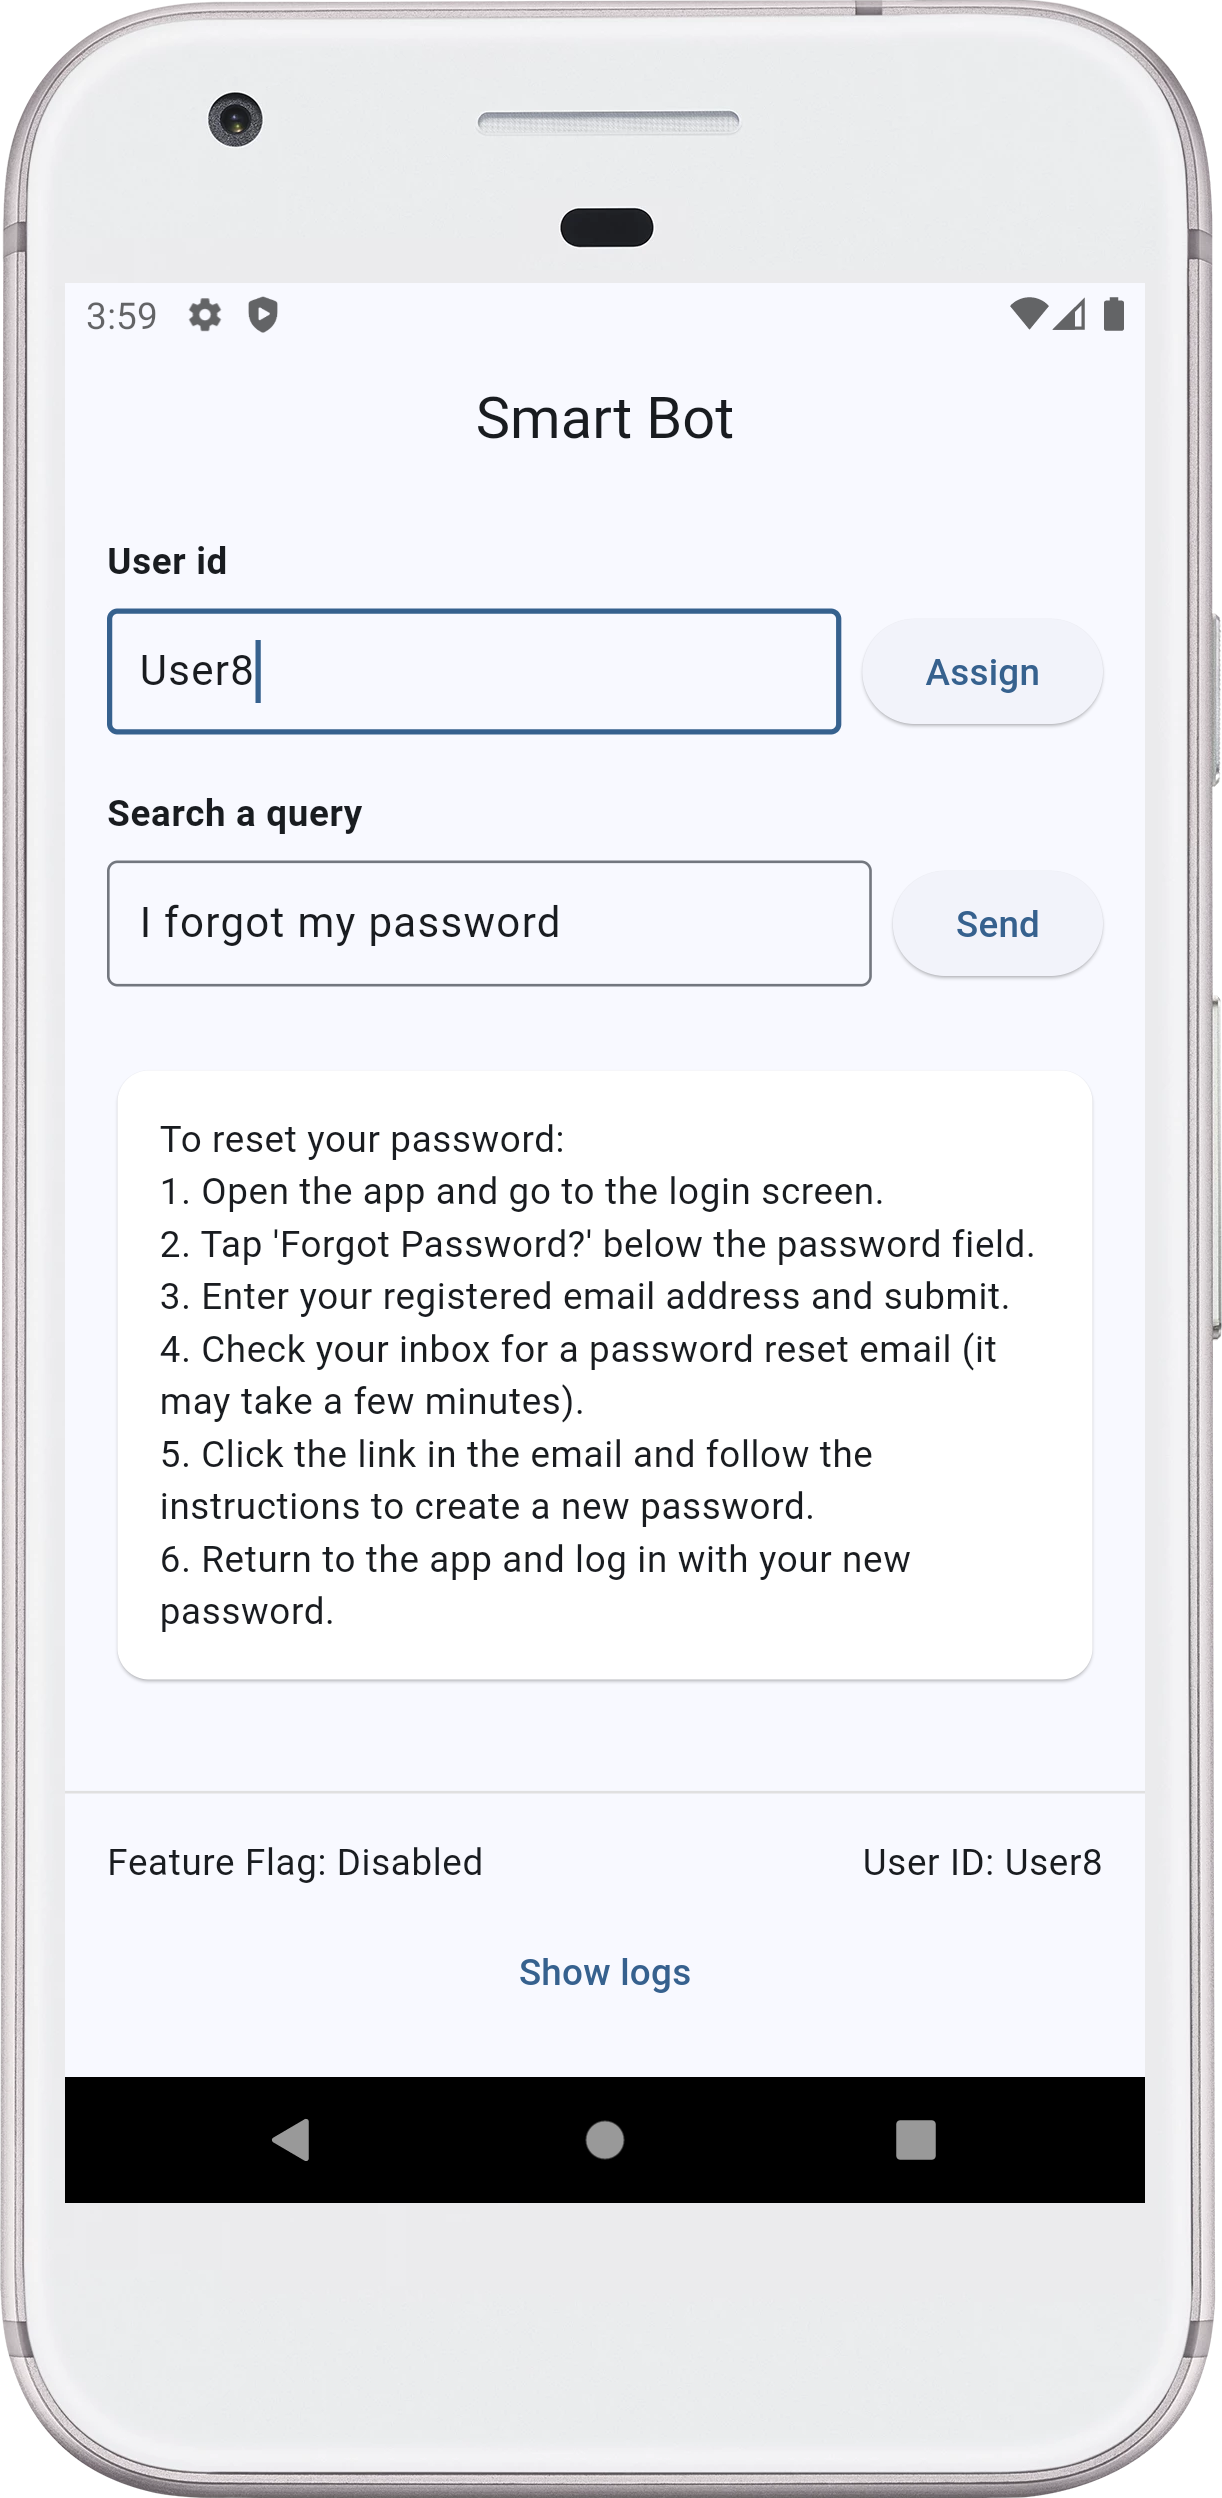 3:59
Smart Bot
User id
User8
Assign
Search a query
I forgot my password
Send
To reset your password:
1. Open the app and go to the login screen.
2. Tap 'Forgot Password?' below the password field.
3. Enter your registered email address and submit.
4. Check your inbox for a password reset email (it
may take a few minutes).
5. Click the link in the email and follow the
instructions to create a new password.
6. Return to the app and log in with your new
password.
Feature Flag: Disabled
User ID: User8
Show logs